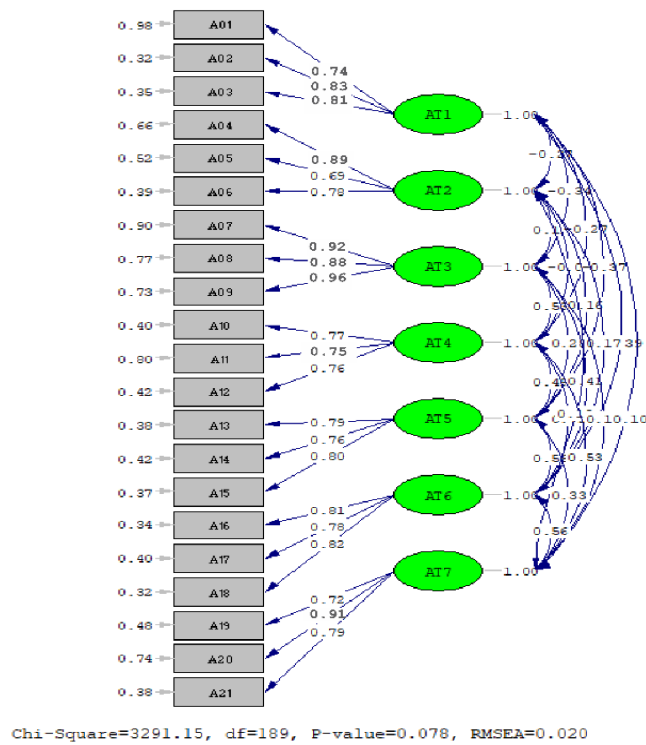 0.98 A01
0.32 A02
0.74
0.83
0.35 A03
0.81
AT1 1.00
0.66 A04
0.52 A05
0.89
0.69
0.39 A06
0.78
AT2 1.00
0.90 A07
0.92
0.77 A08
0.88
0.96
AT3 1.00
0.73 A09
0.40 A10
0.77
0.75
0.80 A11
0.76
AT4 1.00
0.42 A12
0.38 A13
0.79
0.76
0.42 A14
0.80
AT5 1.00
0.37 A15
0.34 A16
0.81
0.78
0.82
AT6 1.00
0.40 A17
0.32 A18
0.48 A19
0.72
0.91
0.79
AT7 1.00
0.74 A20
0.38 A21
0.53
0.33
0.56
Chi-Square=3291.15, df=189, P-value=0.078, RMSEA=0.020